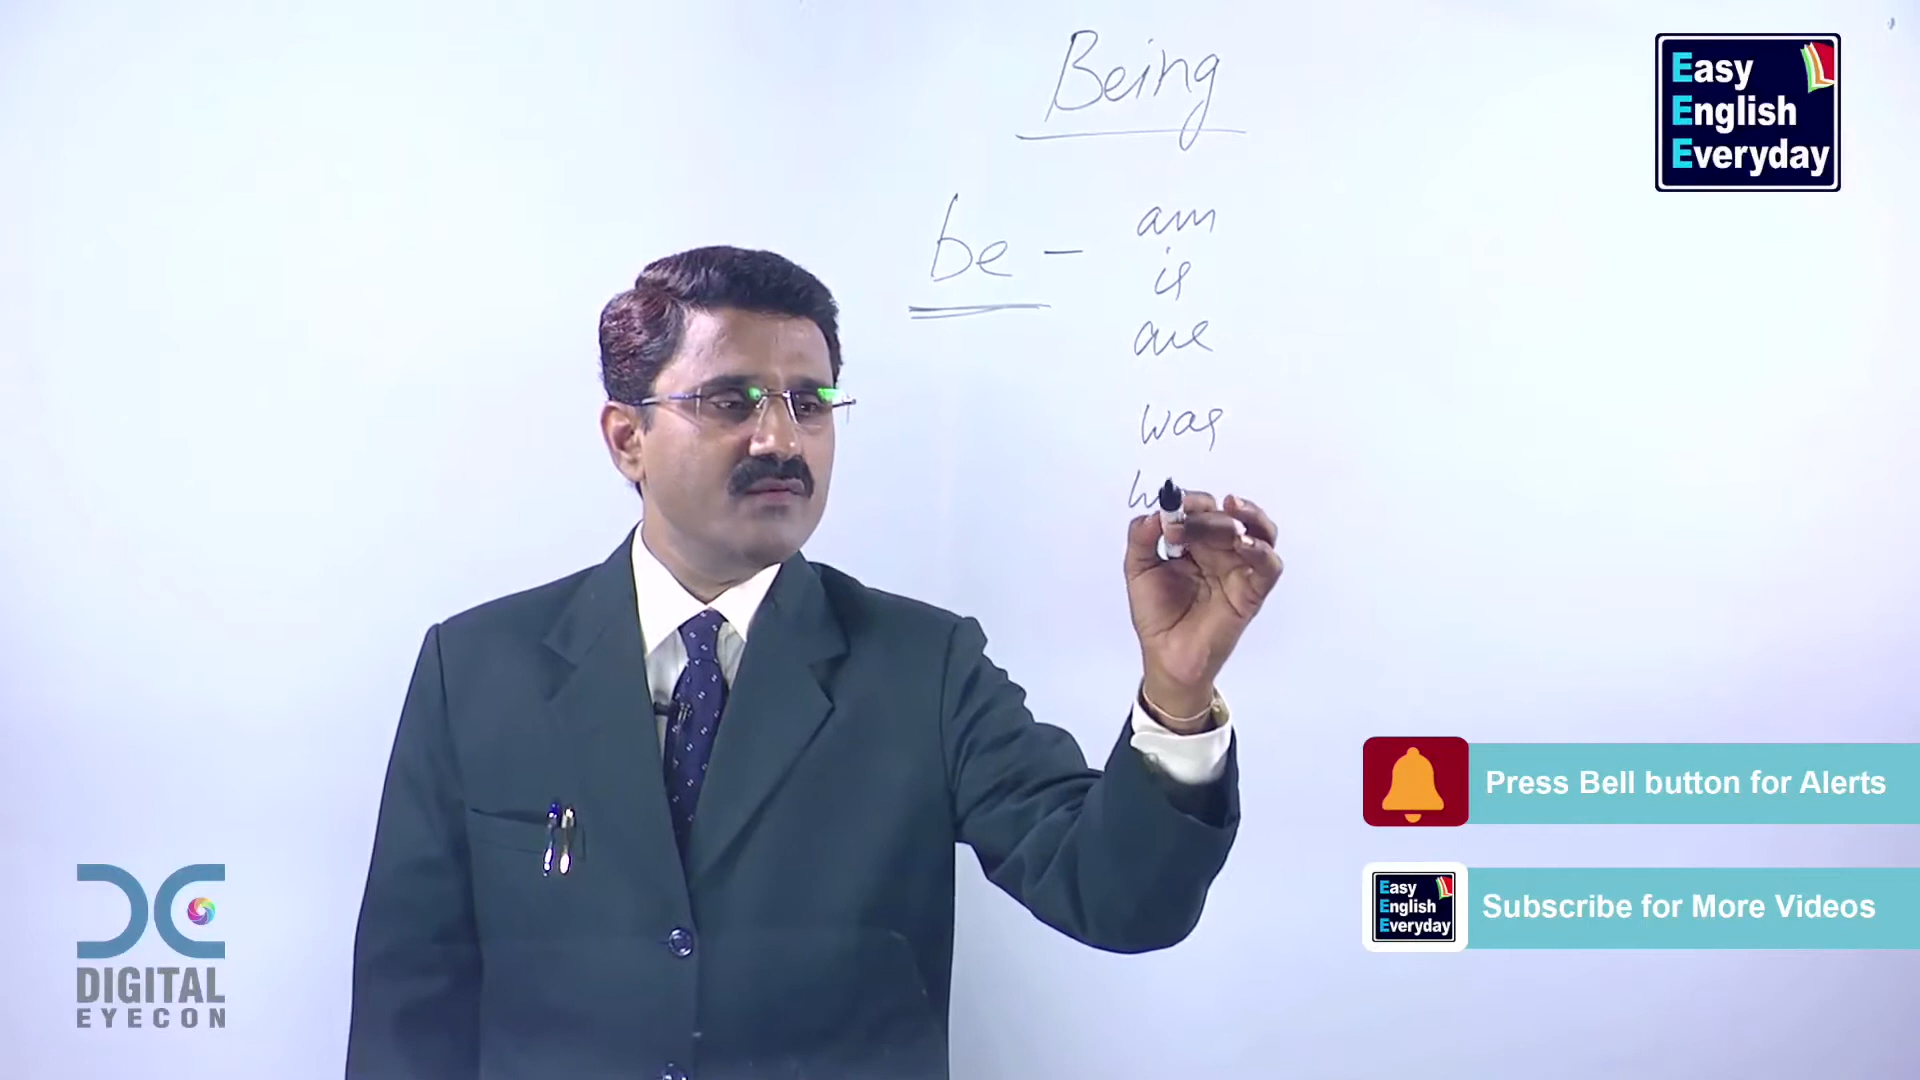 Being
be - am
is
are
was
Easy
English
Everyday
Press Bell button for Alerts
Easy
English
Everyday
Subscribe for More Videos
DIGITAL
EYECON